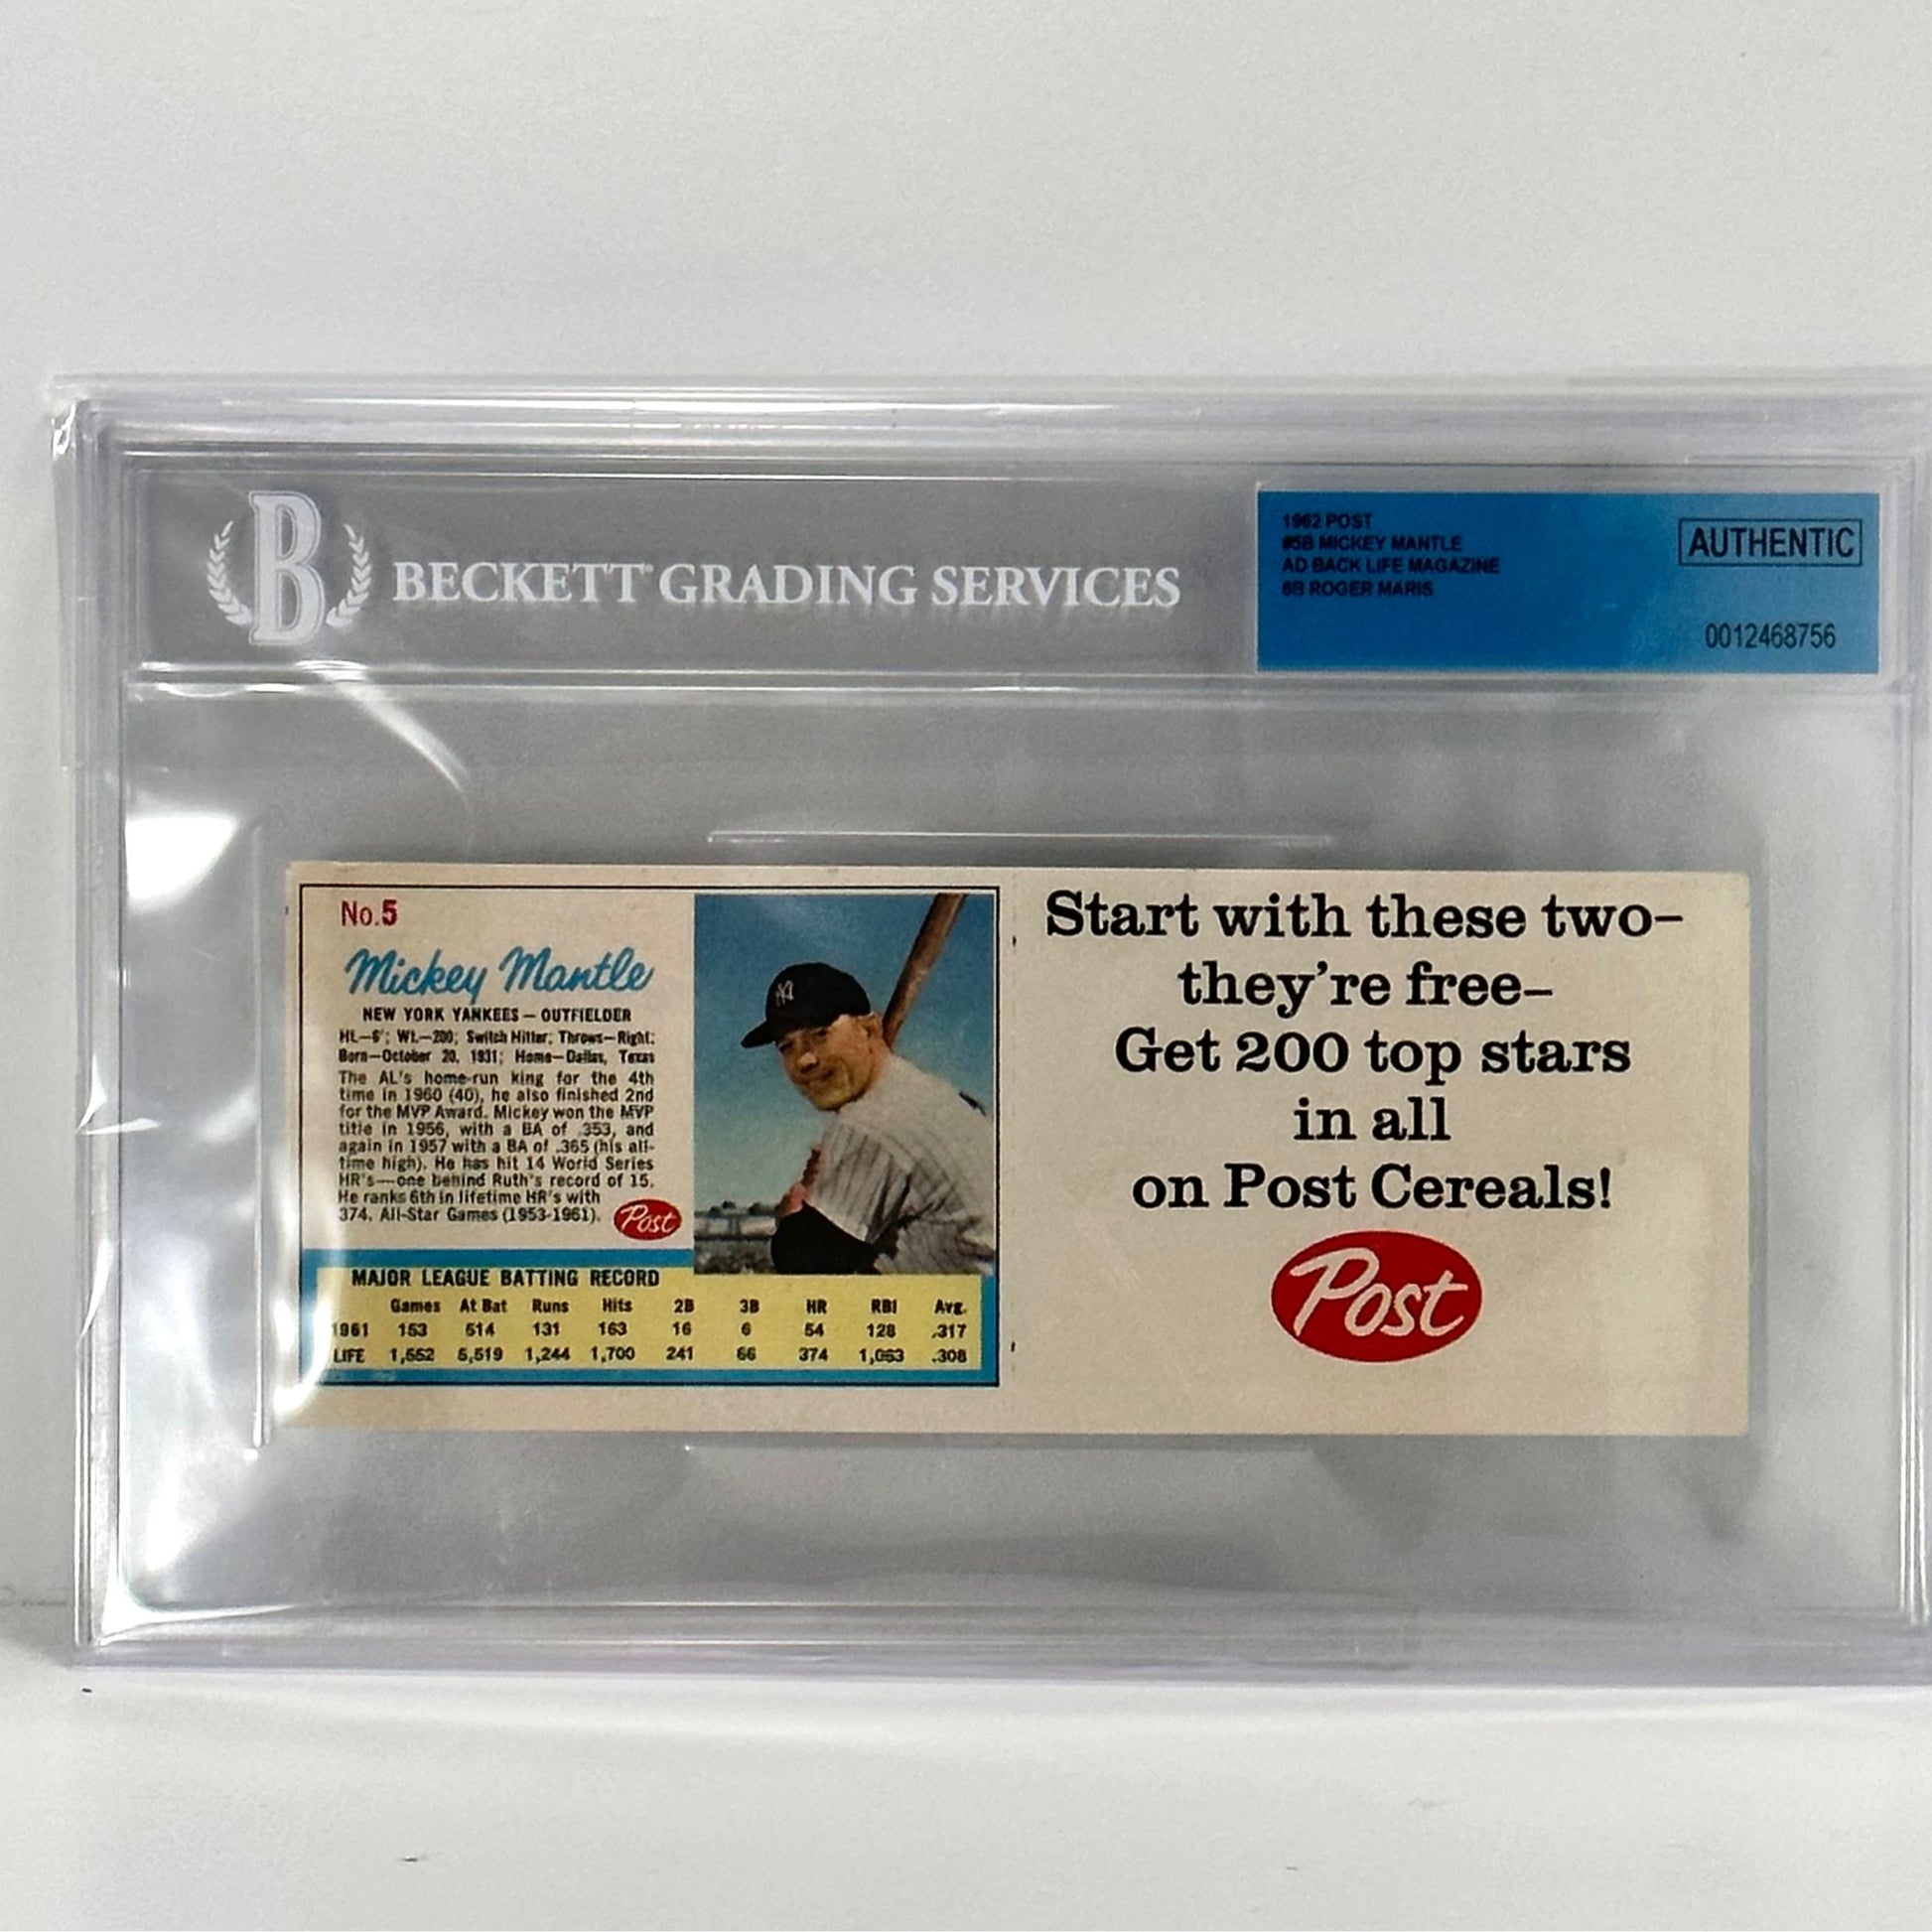 B BECKETT GRADING SERVICES
1962 POST
#5B MICKEY MANTLE
AD BACK LIFE MAGAZINE
6B ROGER MARIS
AUTHENTIC
0012468756
No.5
Mickey Mantle
NEW YORK YANKEES – OUTFIELDER
Ht.–6'; Wt.–200; Switch Hitter; Throws–Right;
Born–October 20, 1931; Home–Dallas, Texas
The AL's home-run king for the 4th
time in 1960 (40), he also finished 2nd
for the MVP Award. Mickey won the MVP
title in 1956, with a BA of .353, and
again in 1957 with a BA of .365 (his all-
time high). He has hit 14 World Series
HR's—one behind Ruth's record of 15.
He ranks 6th in lifetime HR's with
374. All-Star Games (1953-1961).
Post
NY
MAJOR LEAGUE BATTING RECORD
Games At Bat Runs Hits 2B 3B HR RBI Avg.
1961 153 514 131 163 16 6 54 128 .317
LIFE 1,552 5,519 1,244 1,700 241 66 374 1,063 .308
Start with these two–
they're free–
Get 200 top stars
in all
on Post Cereals!
Post